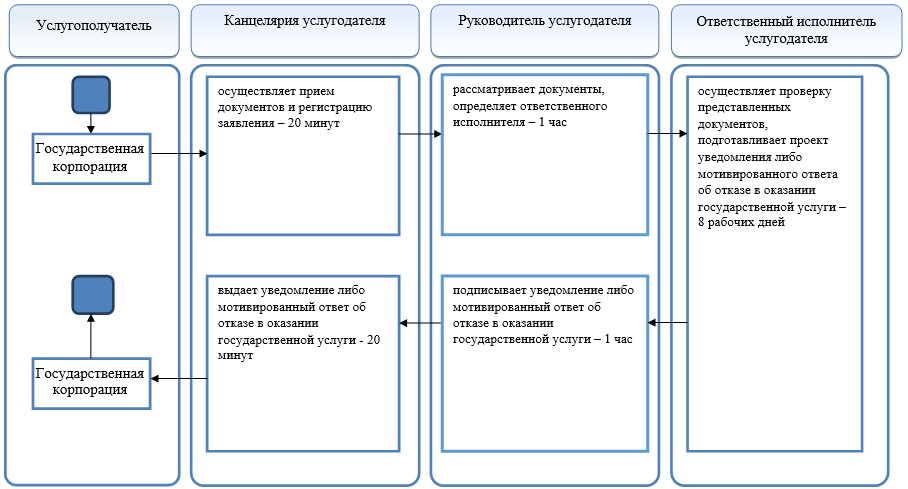 Услугополучатель
Канцелярия услугодателя
Руководитель услугодателя
Ответственный исполнитель
услугодателя
Государственная
корпорация
осуществляет прием
документов и регистрацию
заявления – 20 минут
рассматривает документы,
определяет ответственного
исполнителя – 1 час
осуществляет проверку
представленных
документов,
подготавливает проект
уведомления либо
мотивированного ответа
об отказе в оказании
государственной услуги –
8 рабочих дней
выдает уведомление либо
мотивированный ответ об
отказе в оказании
государственной услуги - 20
минут
подписывает уведомление либо
мотивированный ответ об
отказе в оказании
государственной услуги – 1 час
Государственная
корпорация